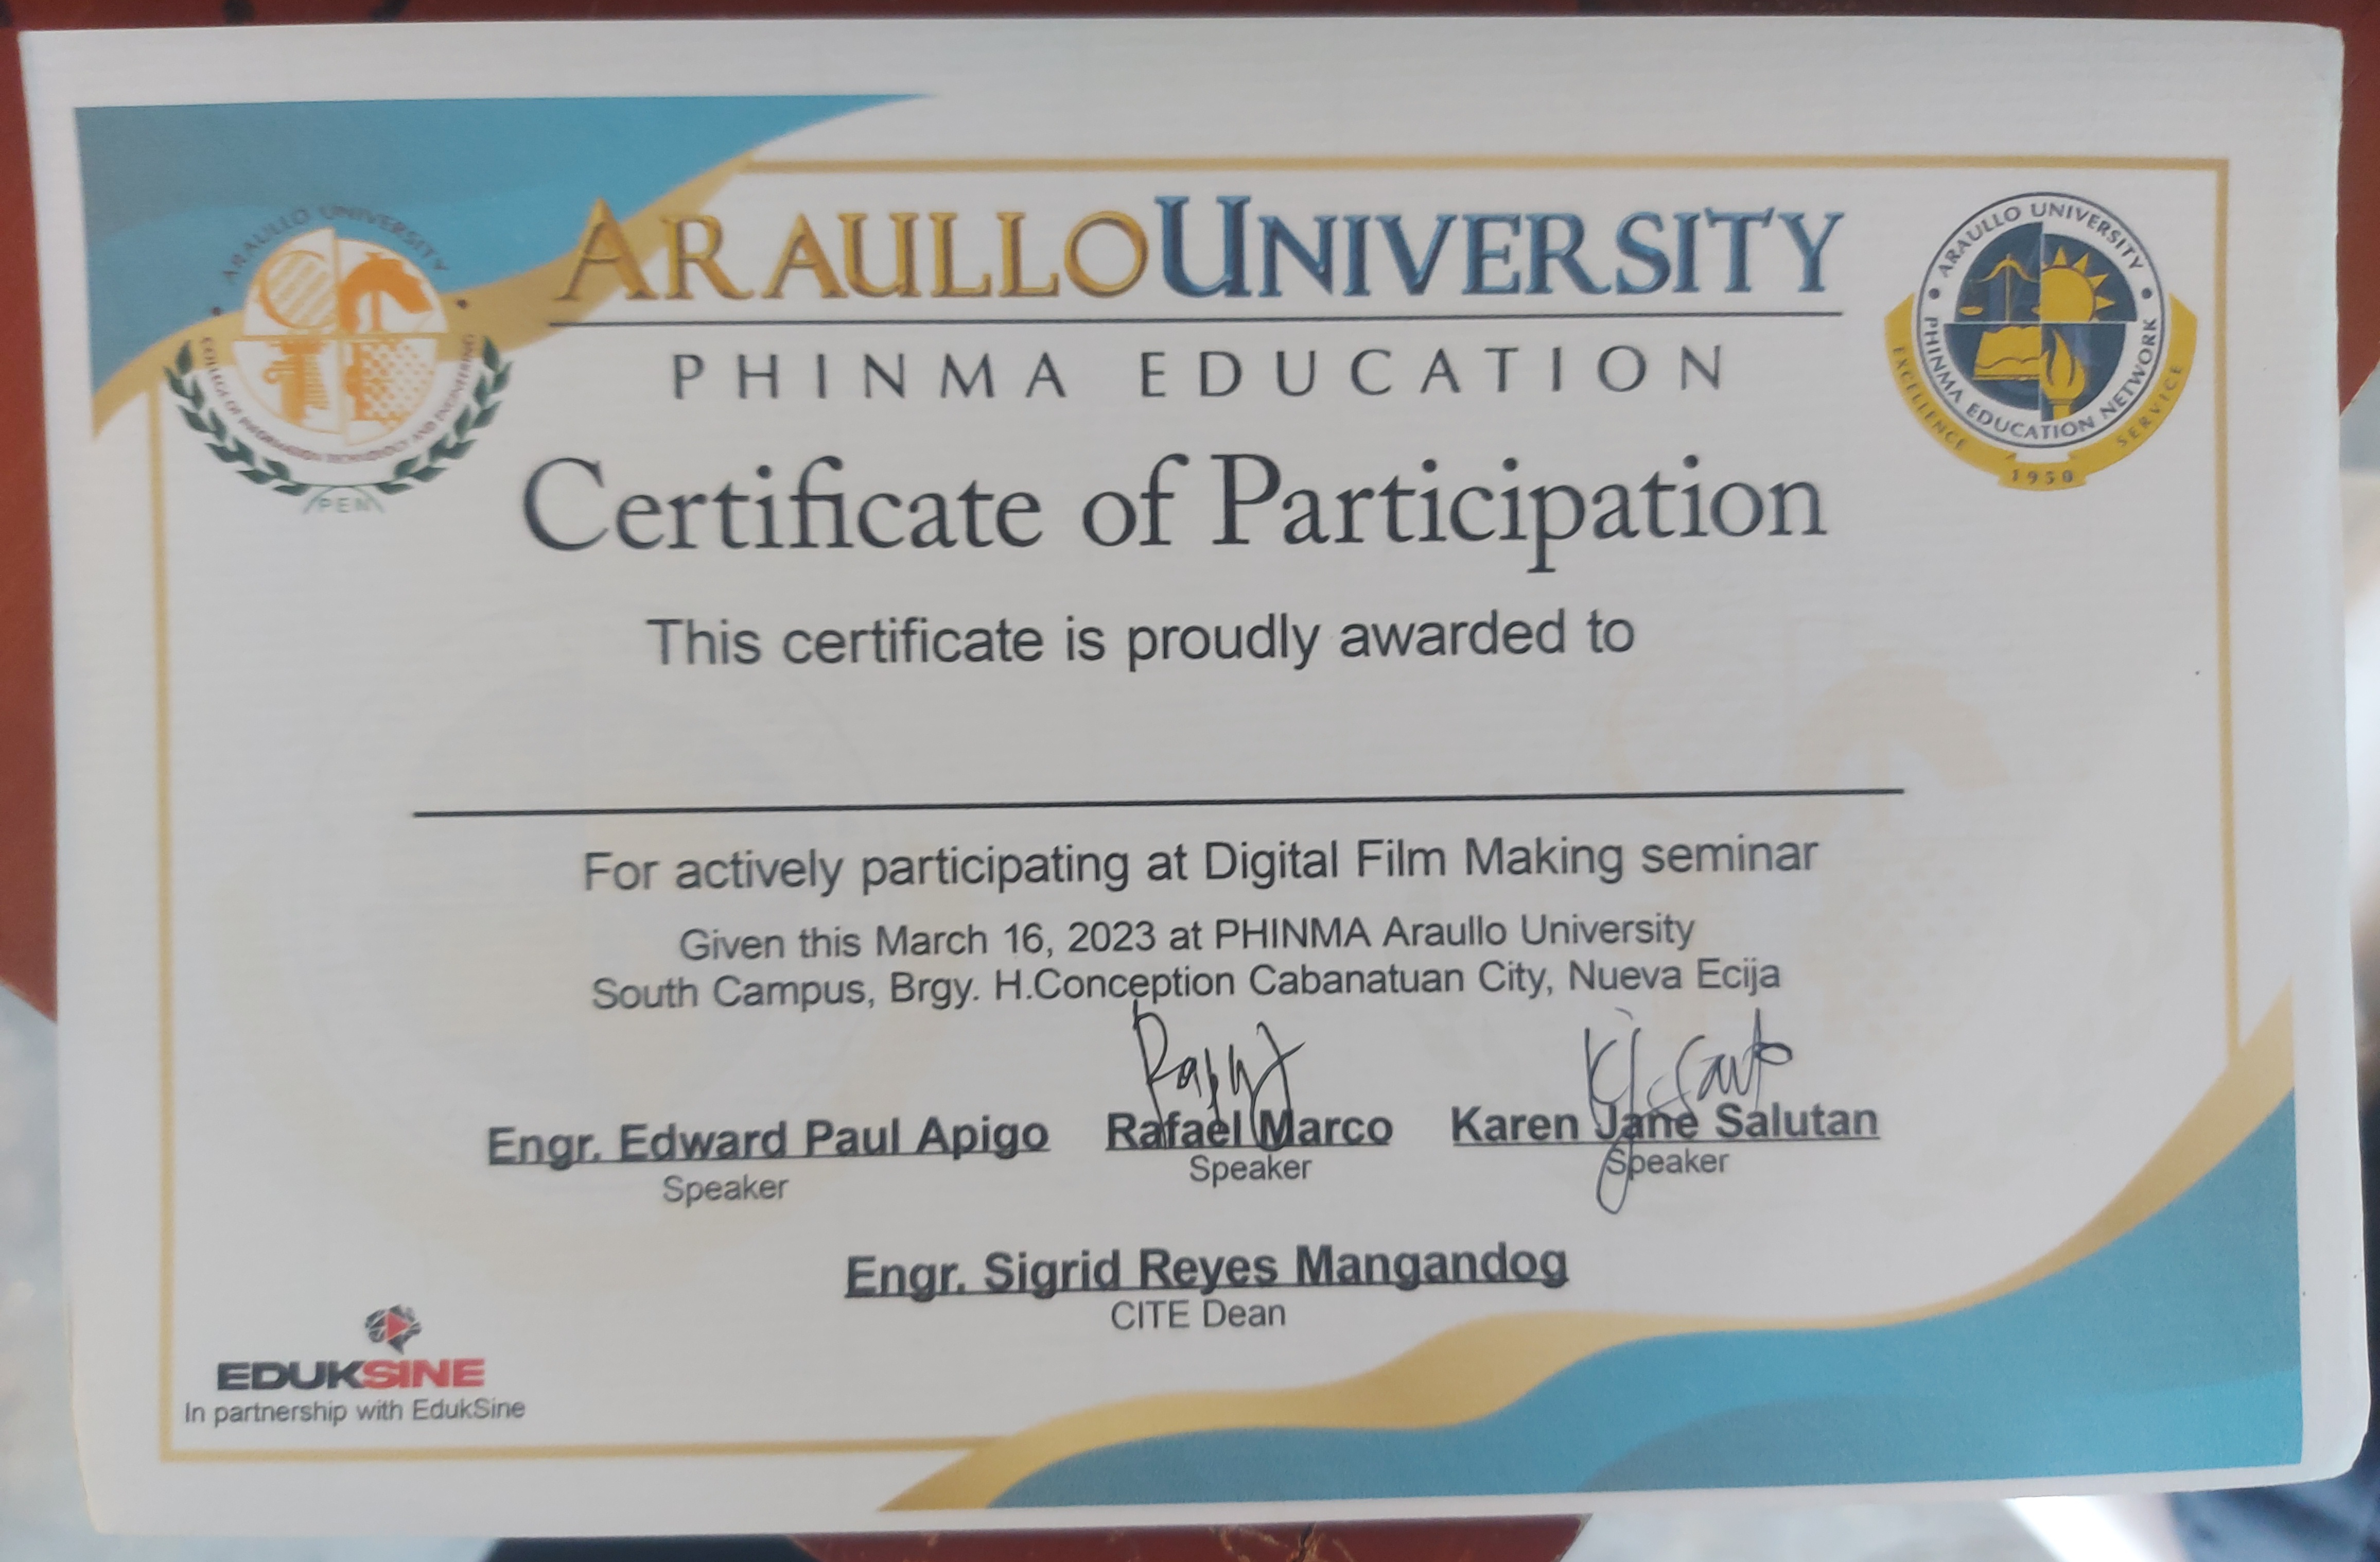 ARAULLO UNIVERSITY
PHINMA EDUCATION
ARAULLO UNIVERSITY
COLLEGE OF INFORMATION TECHNOLOGY AND ENGINEERING
PEN
ARAULLO UNIVERSITY
PHINMA EDUCATION NETWORK
EXCELLENCE
SERVICE
1950
Certificate of Participation
This certificate is proudly awarded to
For actively participating at Digital Film Making seminar
Given this March 16, 2023 at PHINMA Araullo University
South Campus, Brgy. H.Conception Cabanatuan City, Nueva Ecija
Engr. Edward Paul Apigo Rafael Marco Karen Jane Salutan
Speaker Speaker Speaker
Engr. Sigrid Reyes Mangandog
CITE Dean
EDUKSINE
In partnership with EdukSine